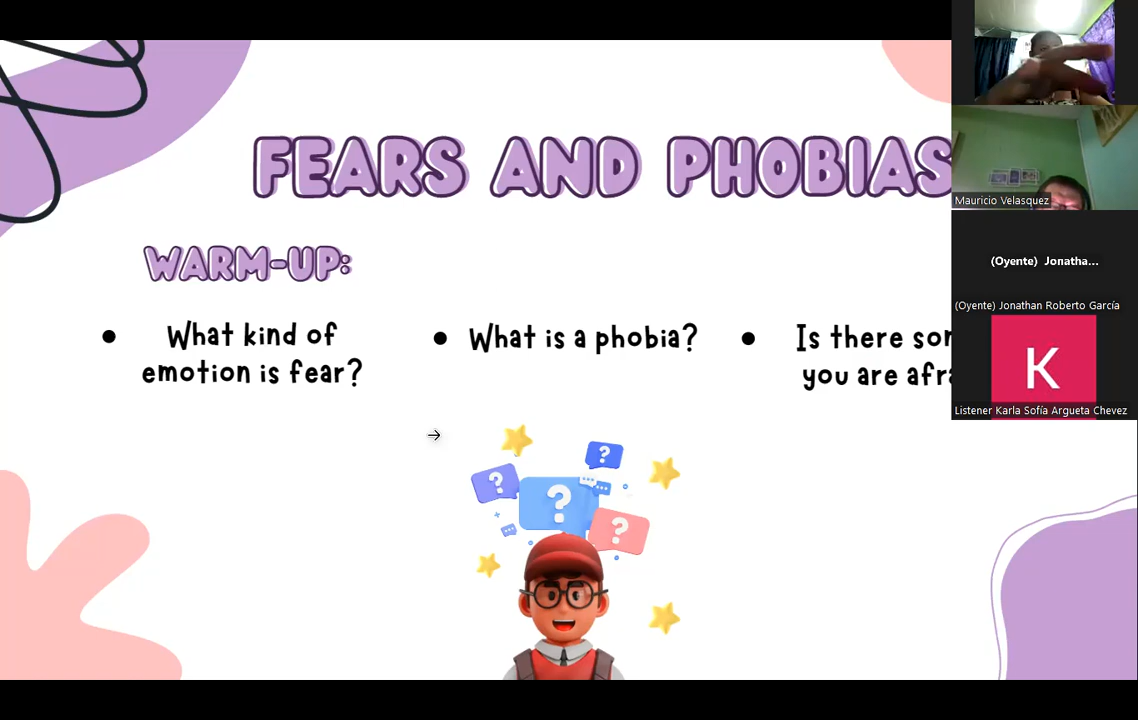 FEARS AND PHOBIAS
WARM-UP:
What kind of
emotion is fear?
What is a phobia?
Is there
you are
Mauricio Velasquez
(Oyente) Jonatha...
(Oyente) Jonathan Roberto García
K
Listener Karla Sofía Argueta Chevez
?
?
?
?